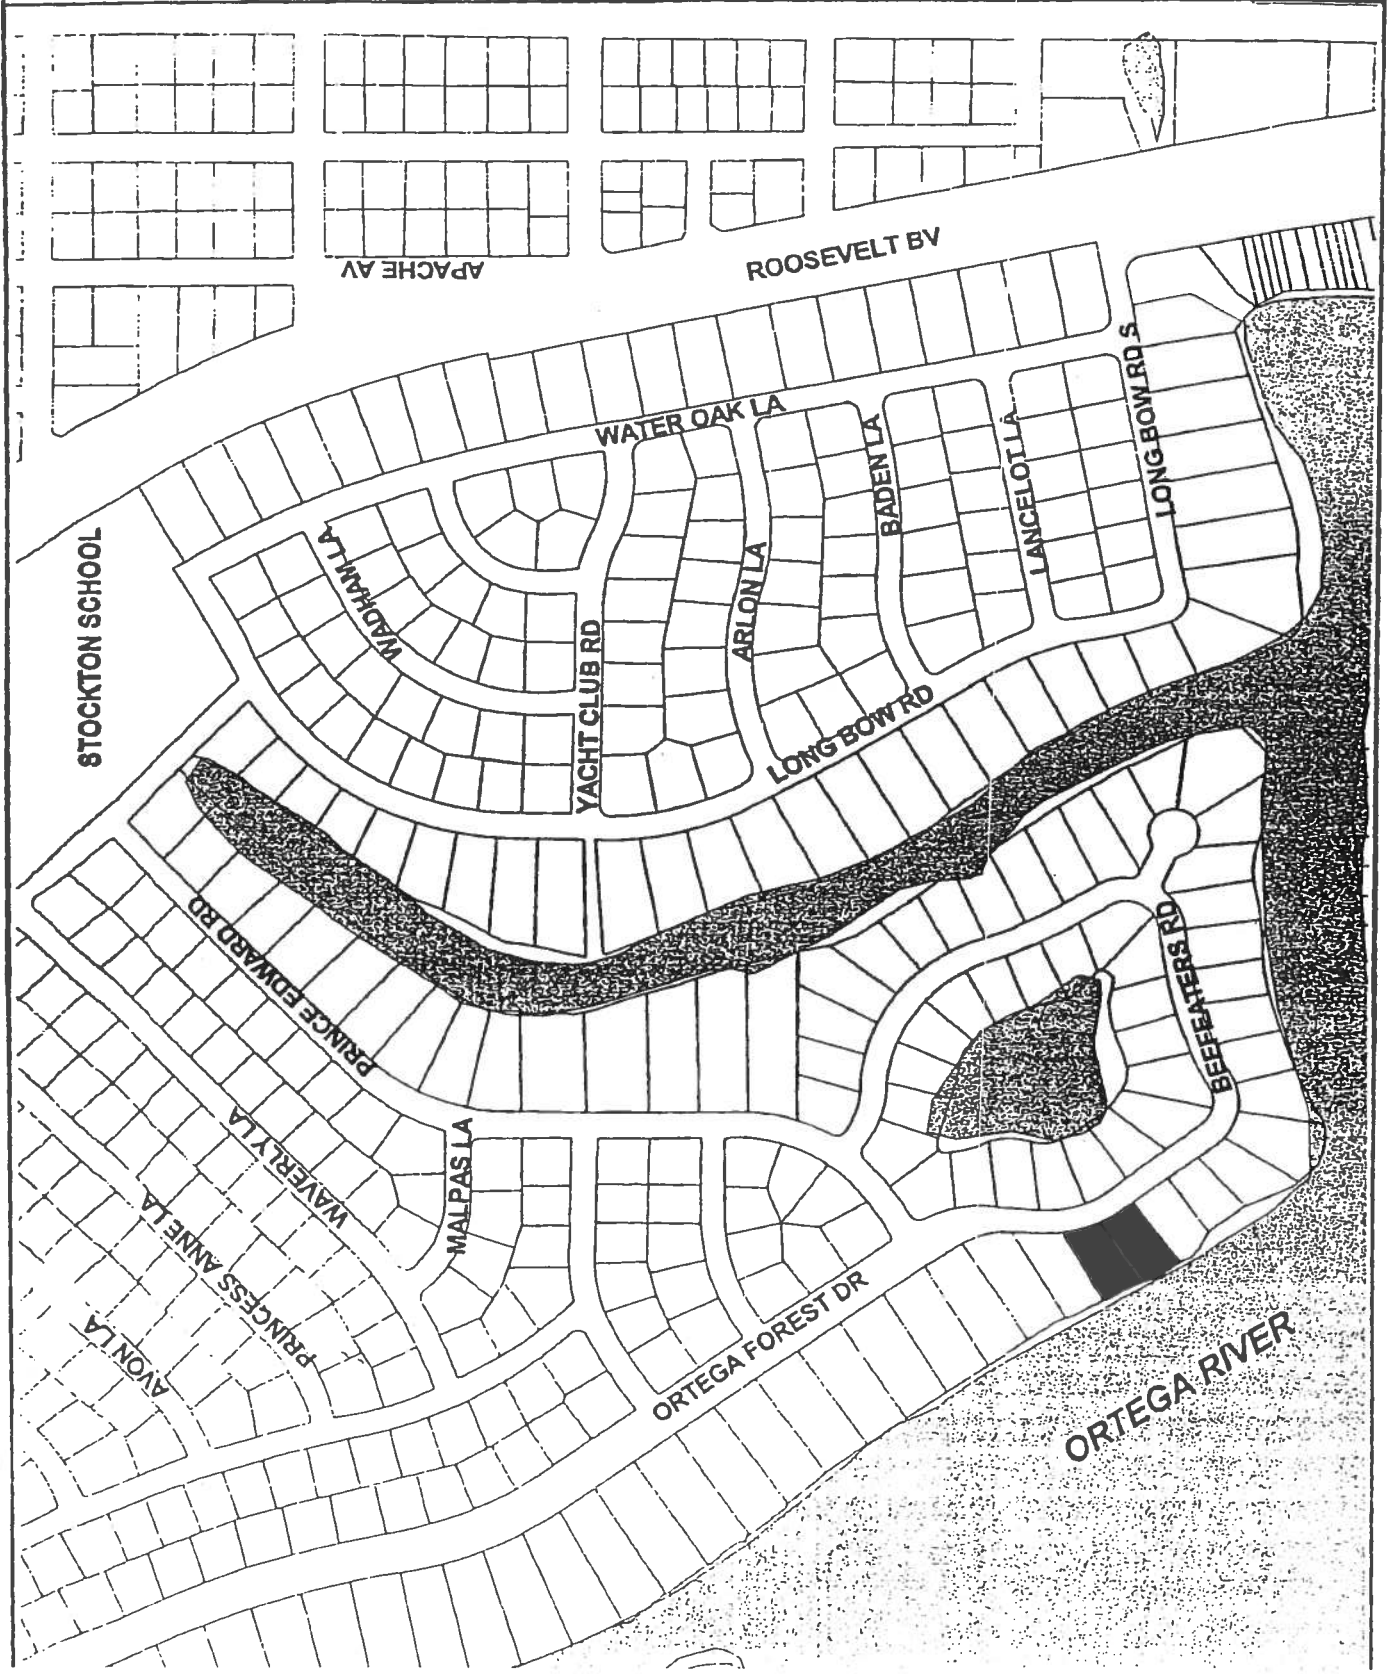 APACHE AV
ROOSEVELT BV
WATER OAK LA
LONG BOW RD S
BADEN LA
LANCELOT LA
WADHAM LA
ARLON LA
STOCKTON SCHOOL
YACHT CLUB RD
LONG BOW RD
PRINCE EDWARD RD
BEEFEATERS RD
MALPAS LA
WAVERLY LA
PRINCESS ANNE LA
AVON LA
ORTEGA FOREST DR
ORTEGA RIVER